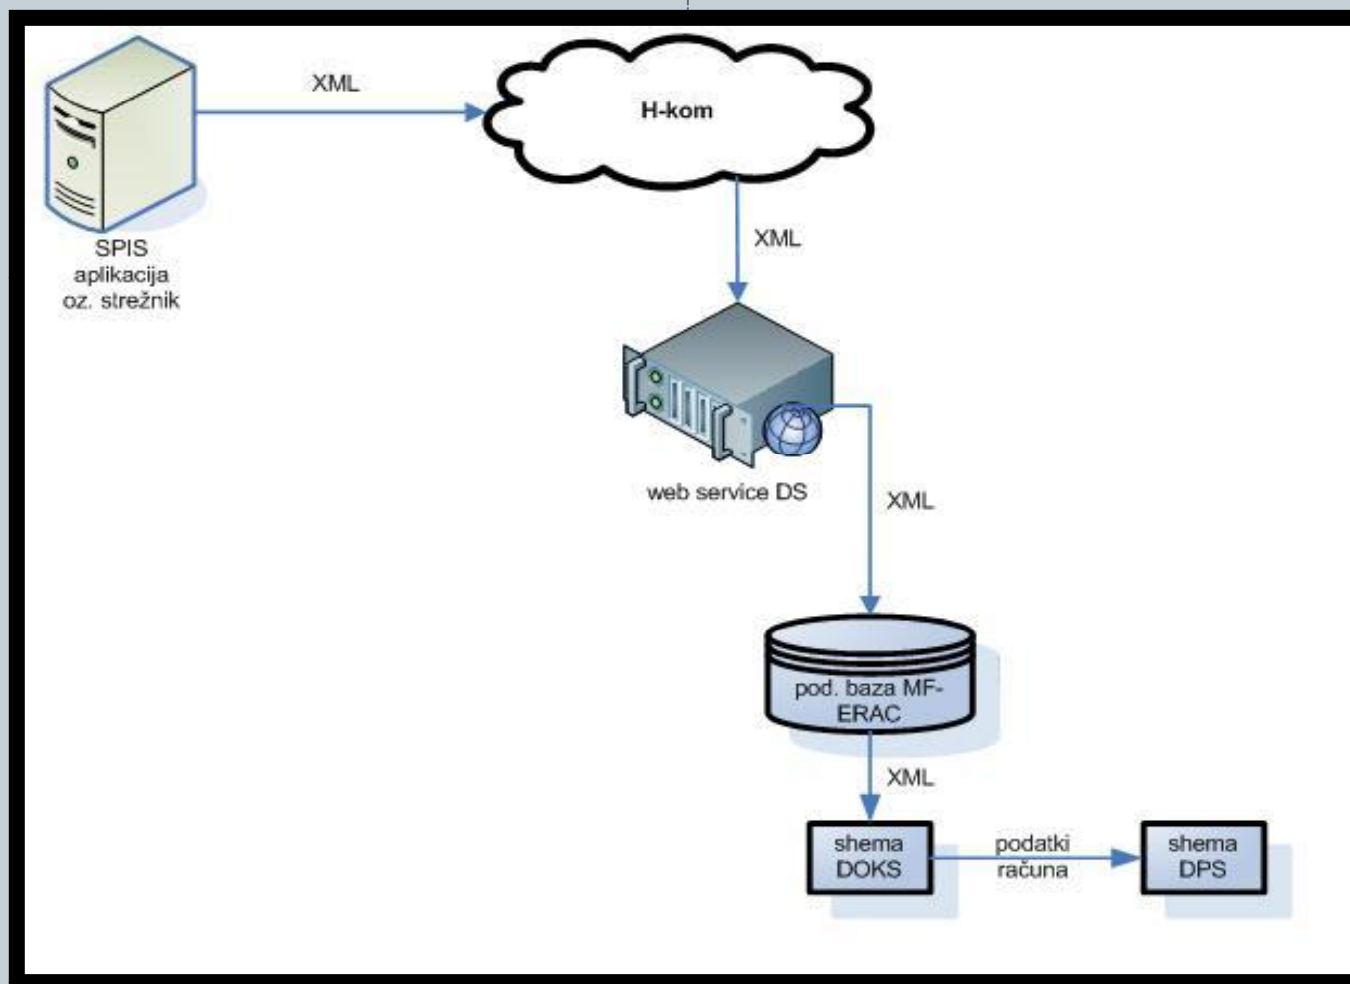 XML
H-kom
SPIS
aplikacija
oz. strežnik
XML
web service DS
XML
pod. baza MF-
ERAC
XML
shema
DOKS
podatki
računa
shema
DPS